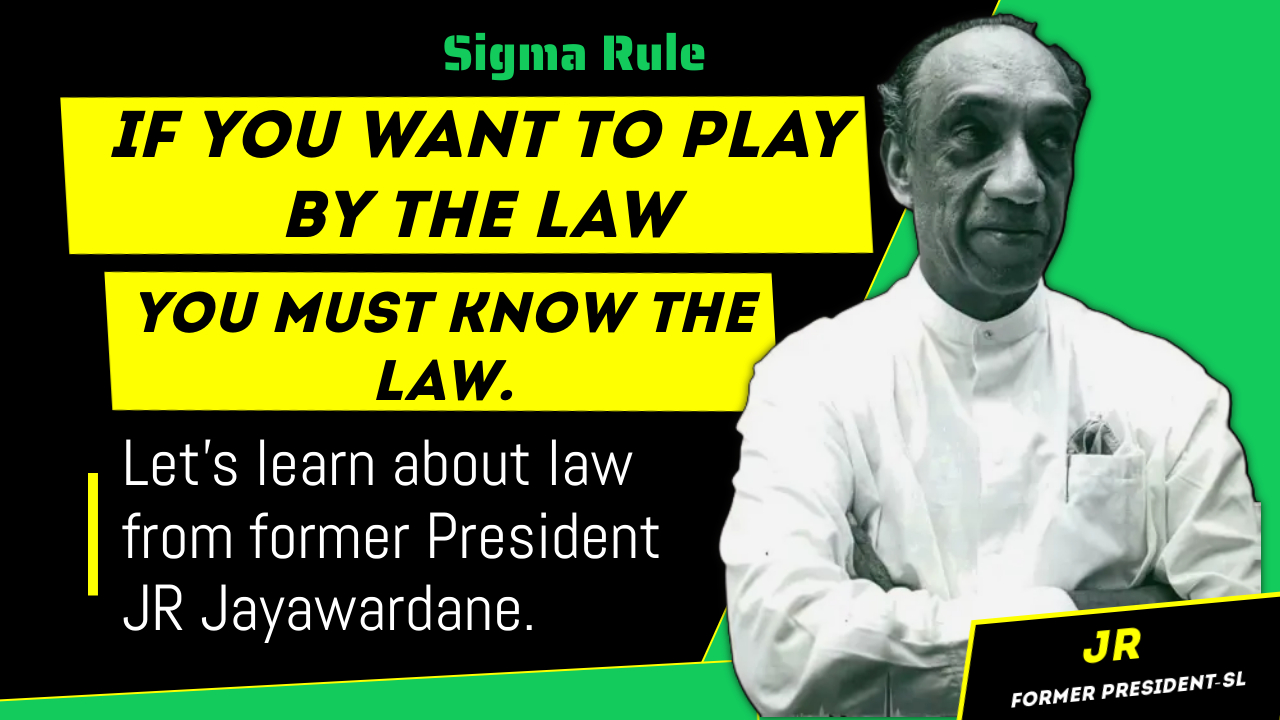 Sigma Rule
IF YOU WANT TO PLAY
BY THE LAW
YOU MUST KNOW THE
LAW.
Let's learn about law
from former President
JR Jayawardane.
JR
FORMER PRESIDENT-SL